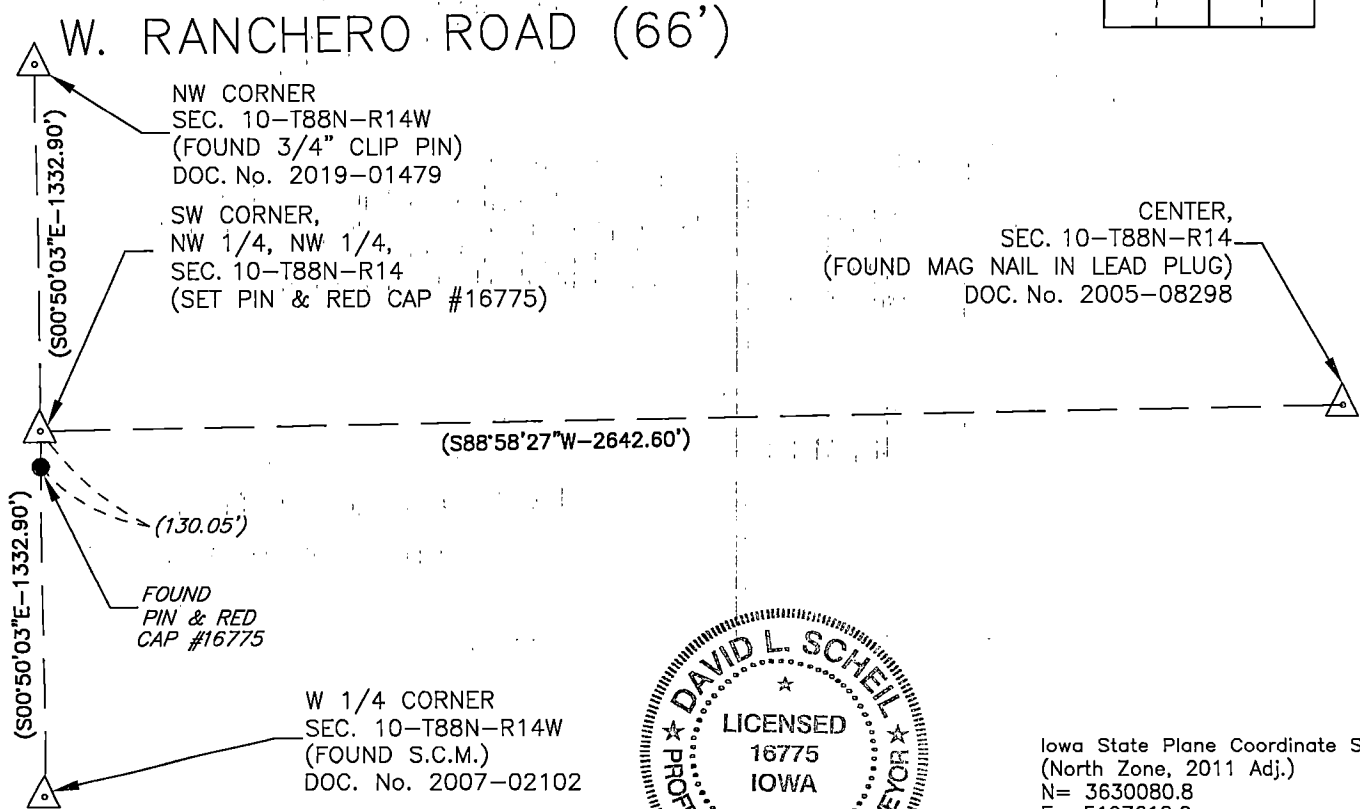 W. RANCHERO ROAD (66')
NW CORNER
SEC. 10-T88N-R14W
(FOUND 3/4" CLIP PIN)
DOC. No. 2019-01479
(S00°50'03"E-1332.90')
SW CORNER,
NW 1/4, NW 1/4,
SEC. 10-T88N-R14
(SET PIN & RED CAP #16775)
CENTER,
SEC. 10-T88N-R14
(FOUND MAG NAIL IN LEAD PLUG)
DOC. No. 2005-08298
(S88°58'27"W-2642.60')
(130.05')
(S00°50'03"E-1332.90')
FOUND
PIN & RED
CAP #16775
W 1/4 CORNER
SEC. 10-T88N-R14W
(FOUND S.C.M.)
DOC. No. 2007-02102
DAVID L. SCHEIL
LICENSED
16775
IOWA
Iowa State Plane Coordinate S
(North Zone, 2011 Adj.)
N= 3630080.8